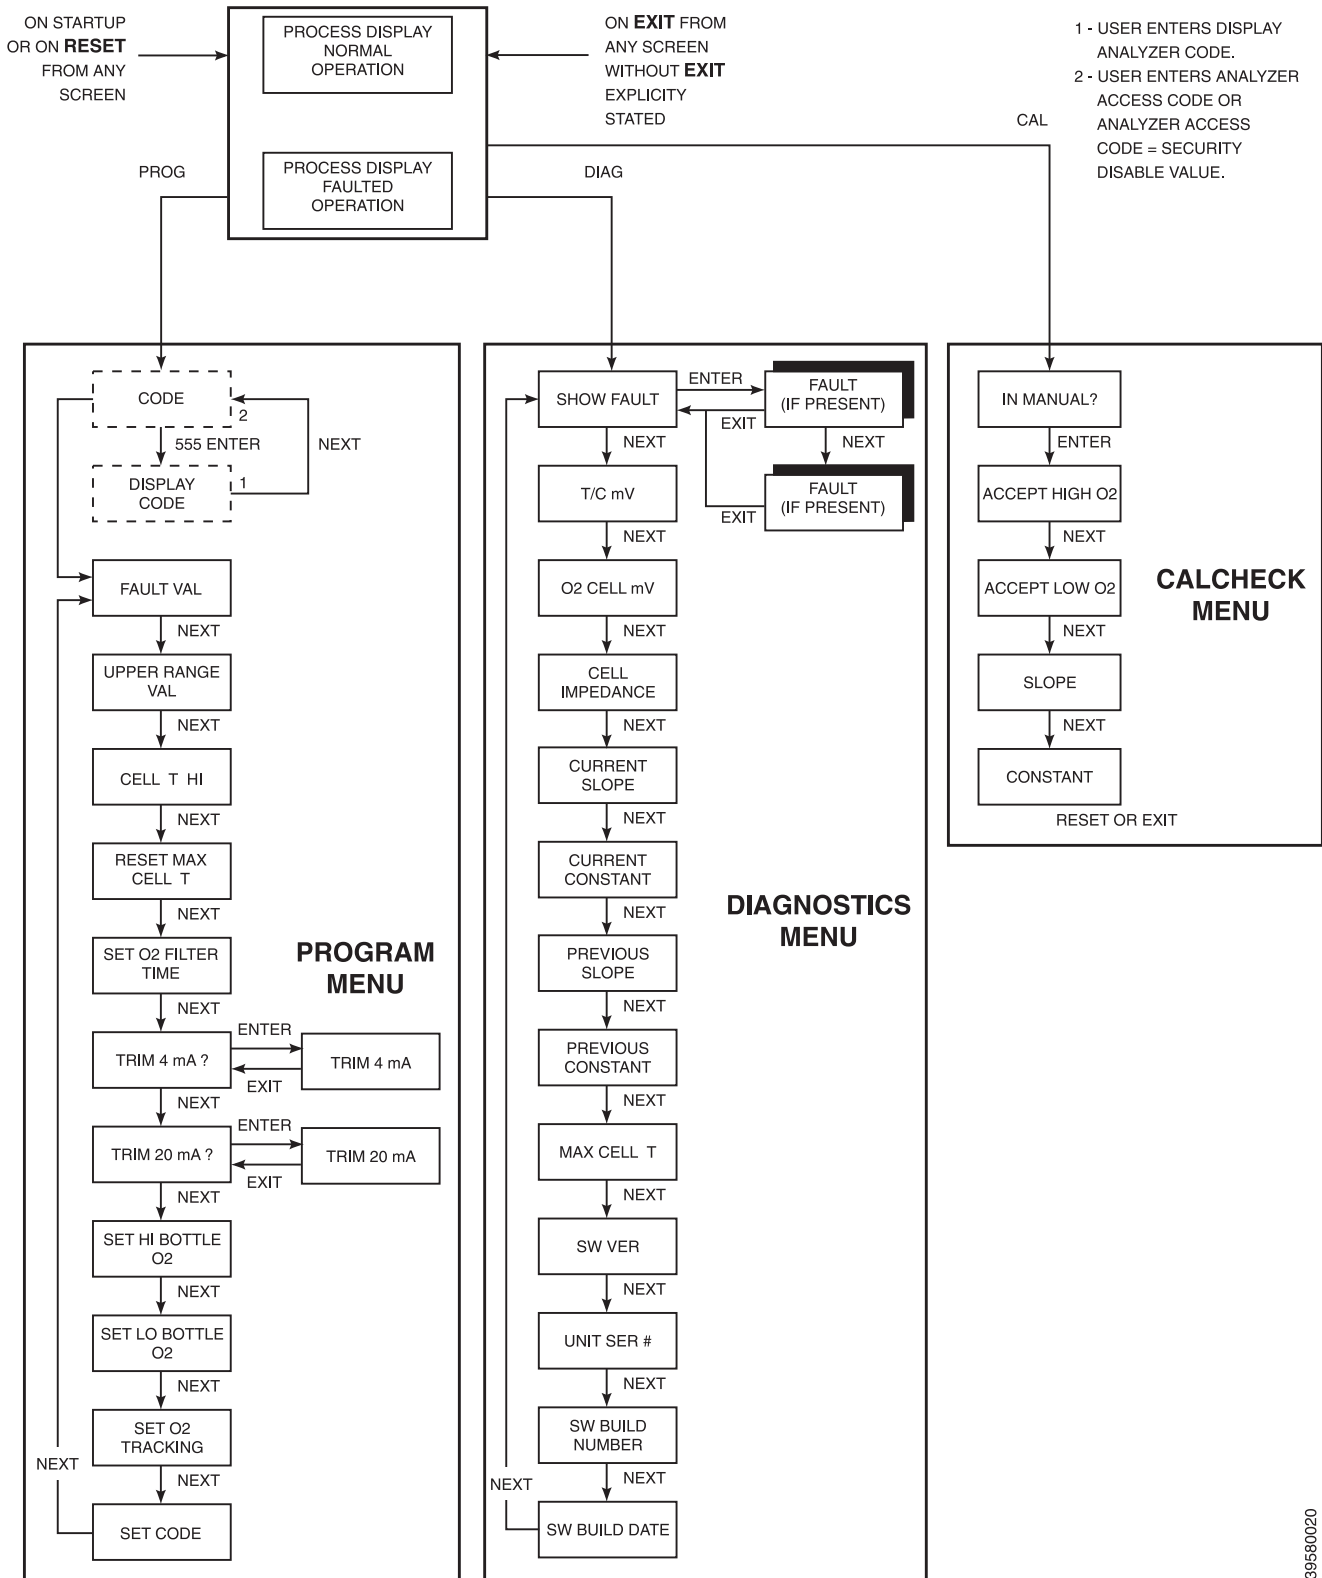 ON STARTUP
OR ON RESET
FROM ANY
SCREEN
PROCESS DISPLAY
NORMAL
OPERATION
ON EXIT FROM
ANY SCREEN
WITHOUT EXIT
EXPLICITY
STATED
1 - USER ENTERS DISPLAY
ANALYZER CODE.
2 - USER ENTERS ANALYZER
ACCESS CODE OR
ANALYZER ACCESS
CODE = SECURITY
DISABLE VALUE.
PROG
PROCESS DISPLAY
FAULTED
OPERATION
DIAG
CAL
CODE
2
555 ENTER
NEXT
DISPLAY
CODE
1
FAULT VAL
NEXT
UPPER RANGE
VAL
NEXT
CELL T HI
NEXT
RESET MAX
CELL T
NEXT
SET O2 FILTER
TIME
NEXT
PROGRAM
MENU
TRIM 4 mA ?
ENTER
TRIM 4 mA
EXIT
NEXT
TRIM 20 mA ?
ENTER
TRIM 20 mA
EXIT
NEXT
SET HI BOTTLE
O2
NEXT
SET LO BOTTLE
O2
NEXT
SET O2
TRACKING
NEXT
NEXT
SET CODE
SHOW FAULT
ENTER
FAULT
(IF PRESENT)
EXIT
NEXT
NEXT
T/C mV
FAULT
(IF PRESENT)
EXIT
NEXT
O2 CELL mV
NEXT
CELL
IMPEDANCE
NEXT
CURRENT
SLOPE
NEXT
CURRENT
CONSTANT
NEXT
DIAGNOSTICS
MENU
PREVIOUS
SLOPE
NEXT
PREVIOUS
CONSTANT
NEXT
MAX CELL T
NEXT
SW VER
NEXT
UNIT SER #
NEXT
SW BUILD
NUMBER
NEXT
NEXT
SW BUILD DATE
IN MANUAL?
ENTER
ACCEPT HIGH O2
NEXT
ACCEPT LOW O2
NEXT
CALCHECK
MENU
SLOPE
NEXT
CONSTANT
RESET OR EXIT
39580020